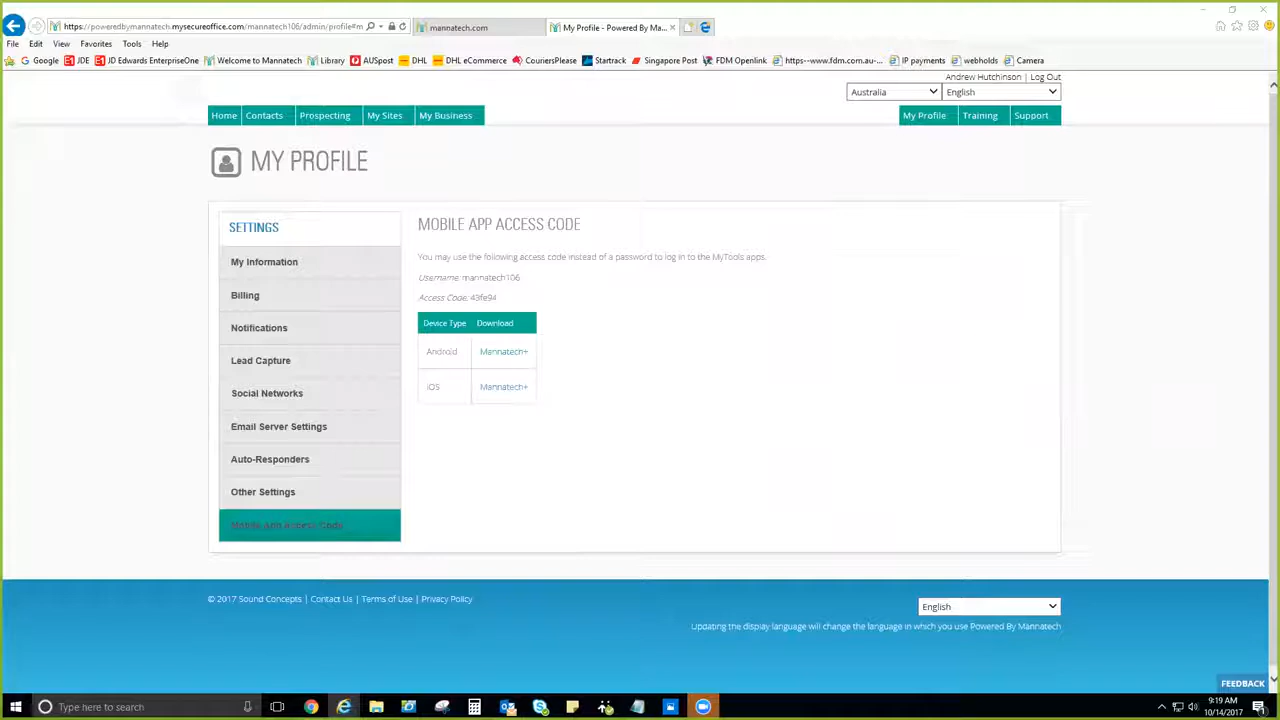 https://poweredbymannatech.mysecureoffice.com/mannatech106/admin/profile#m
mannatech.com
My Profile - Powered By Ma...
File Edit View Favorites Tools Help
Google JDE JD Edwards EnterpriseOne Welcome to Mannatech Library AUSpost DHL DHL eCommerce CouriersPlease Startrack Singapore Post FDM Openlink https--www.fdm.com.au-... IP payments webholds Camera
Andrew Hutchinson | Log Out
Australia English
Home Contacts Prospecting My Sites My Business My Profile Training Support
MY PROFILE
SETTINGS
My Information
Billing
Notifications
Lead Capture
Social Networks
Email Server Settings
Auto-Responders
Other Settings
Mobile App Access Code
MOBILE APP ACCESS CODE
You may use the following access code instead of a password to log in to the MyTools apps.
Username: mannatech106
Access Code: 43fe94
Device Type Download
Android Mannatech+
iOS Mannatech+
© 2017 Sound Concepts | Contact Us | Terms of Use | Privacy Policy
English
Updating the display language will change the language in which you use Powered By Mannatech
FEEDBACK
Type here to search
9:19 AM
10/14/2017